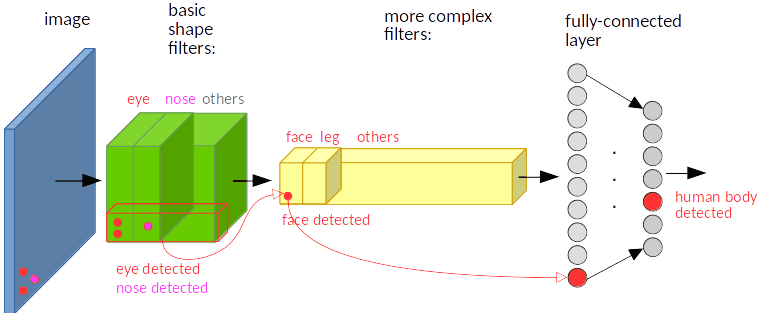 image
basic
shape
filters:
more complex
filters:
fully-connected
layer
eye nose others
face leg others
human body
detected
face detected
eye detected
nose detected